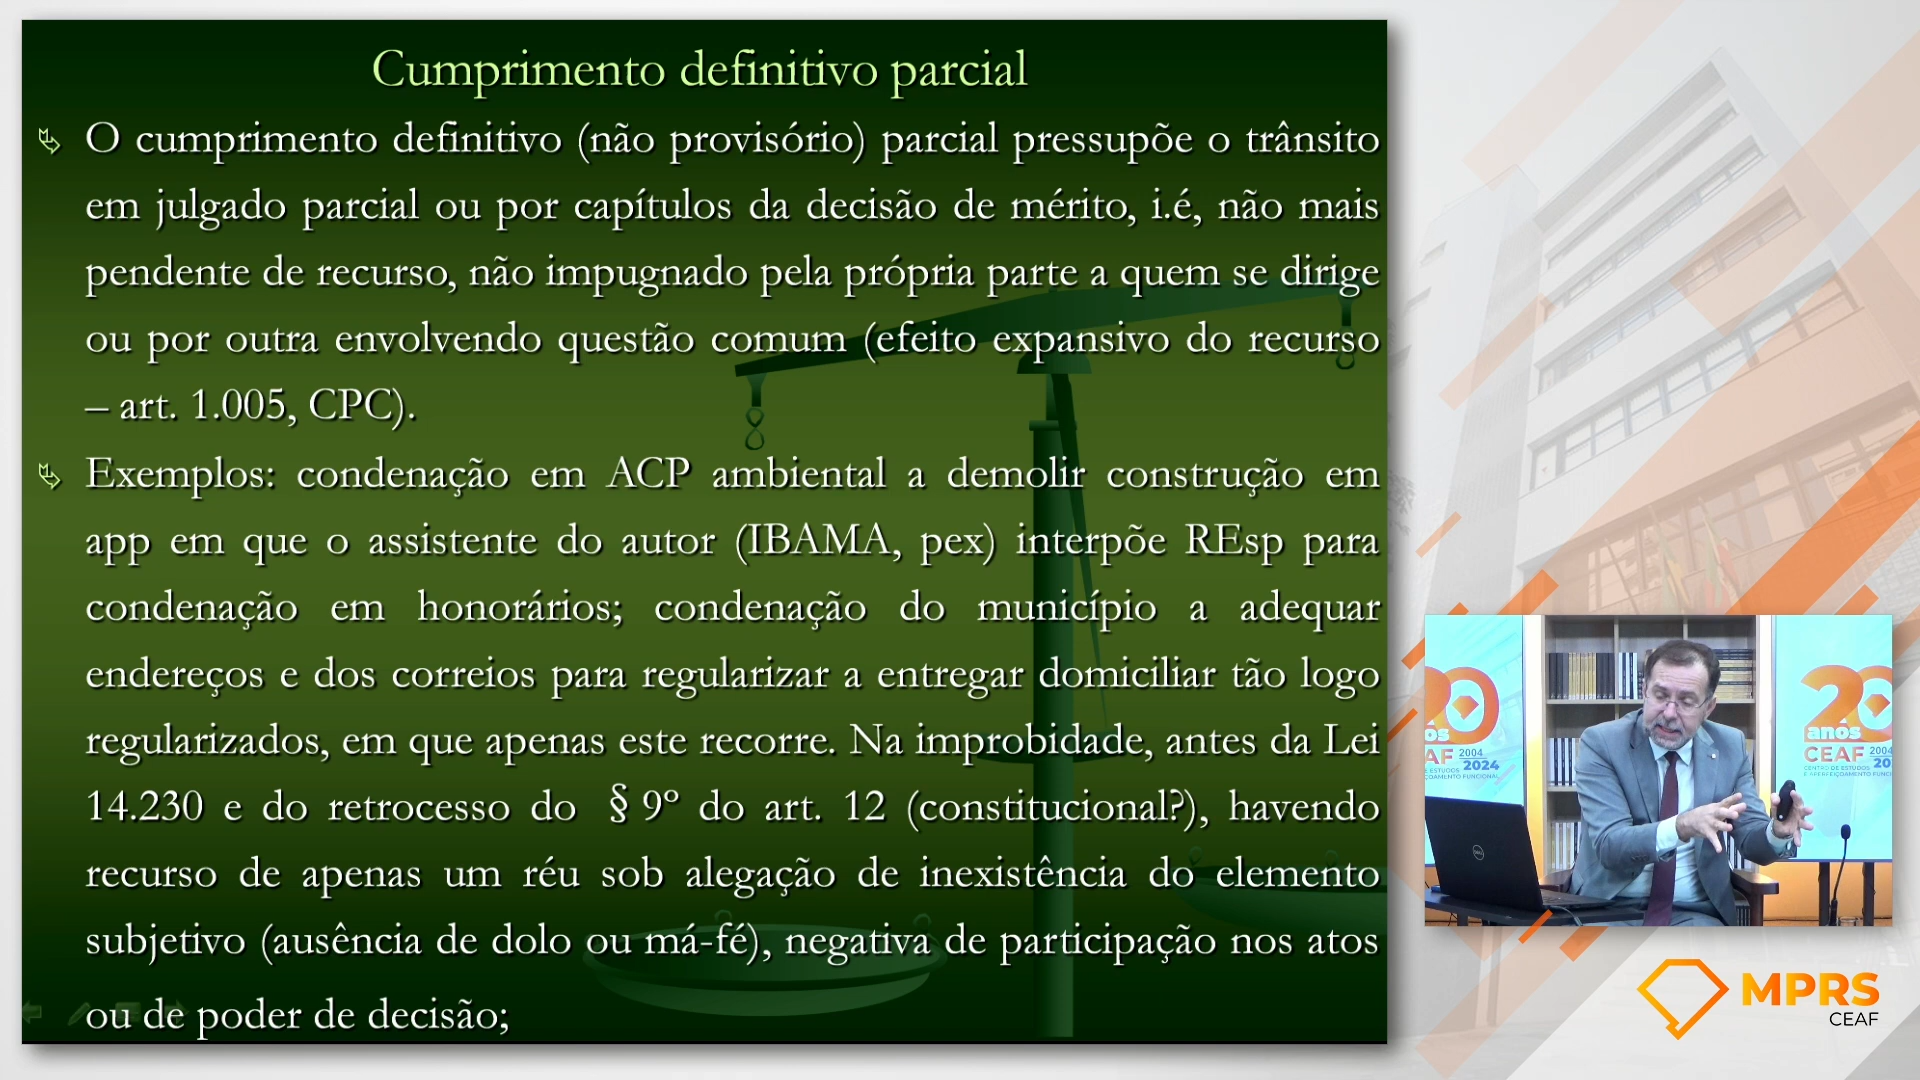 Cumprimento definitivo parcial
O cumprimento definitivo (não provisório) parcial pressupõe o trânsito
em julgado parcial ou por capítulos da decisão de mérito, i.é, não mais
pendente de recurso, não impugnado pela própria parte a quem se dirige
ou por outra envolvendo questão comum (efeito expansivo do recurso
– art. 1.005, CPC).
Exemplos: condenação em ACP ambiental a demolir construção em
app em que o assistente do autor (IBAMA, pex) interpõe REsp para
condenação em honorários; condenação do município a adequar
endereços e dos correios para regularizar a entregar domiciliar tão logo
regularizados, em que apenas este recorre. Na improbidade, antes da Lei
14.230 e do retrocesso do § 9º do art. 12 (constitucional?), havendo
recurso de apenas um réu sob alegação de inexistência do elemento
subjetivo (ausência de dolo ou má-fé), negativa de participação nos atos
ou de poder de decisão;
20
anos
CEAF
2004
2024
MPRS
CEAF